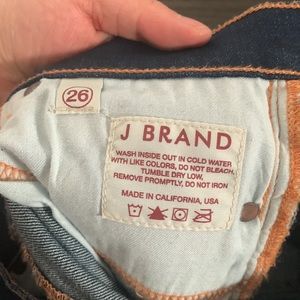 26
J BRAND
WASH INSIDE OUT IN COLD WATER
WITH LIKE COLORS, DO NOT BLEACH,
TUMBLE DRY LOW,
REMOVE PROMPTLY, DO NOT IRON
MADE IN CALIFORNIA, USA